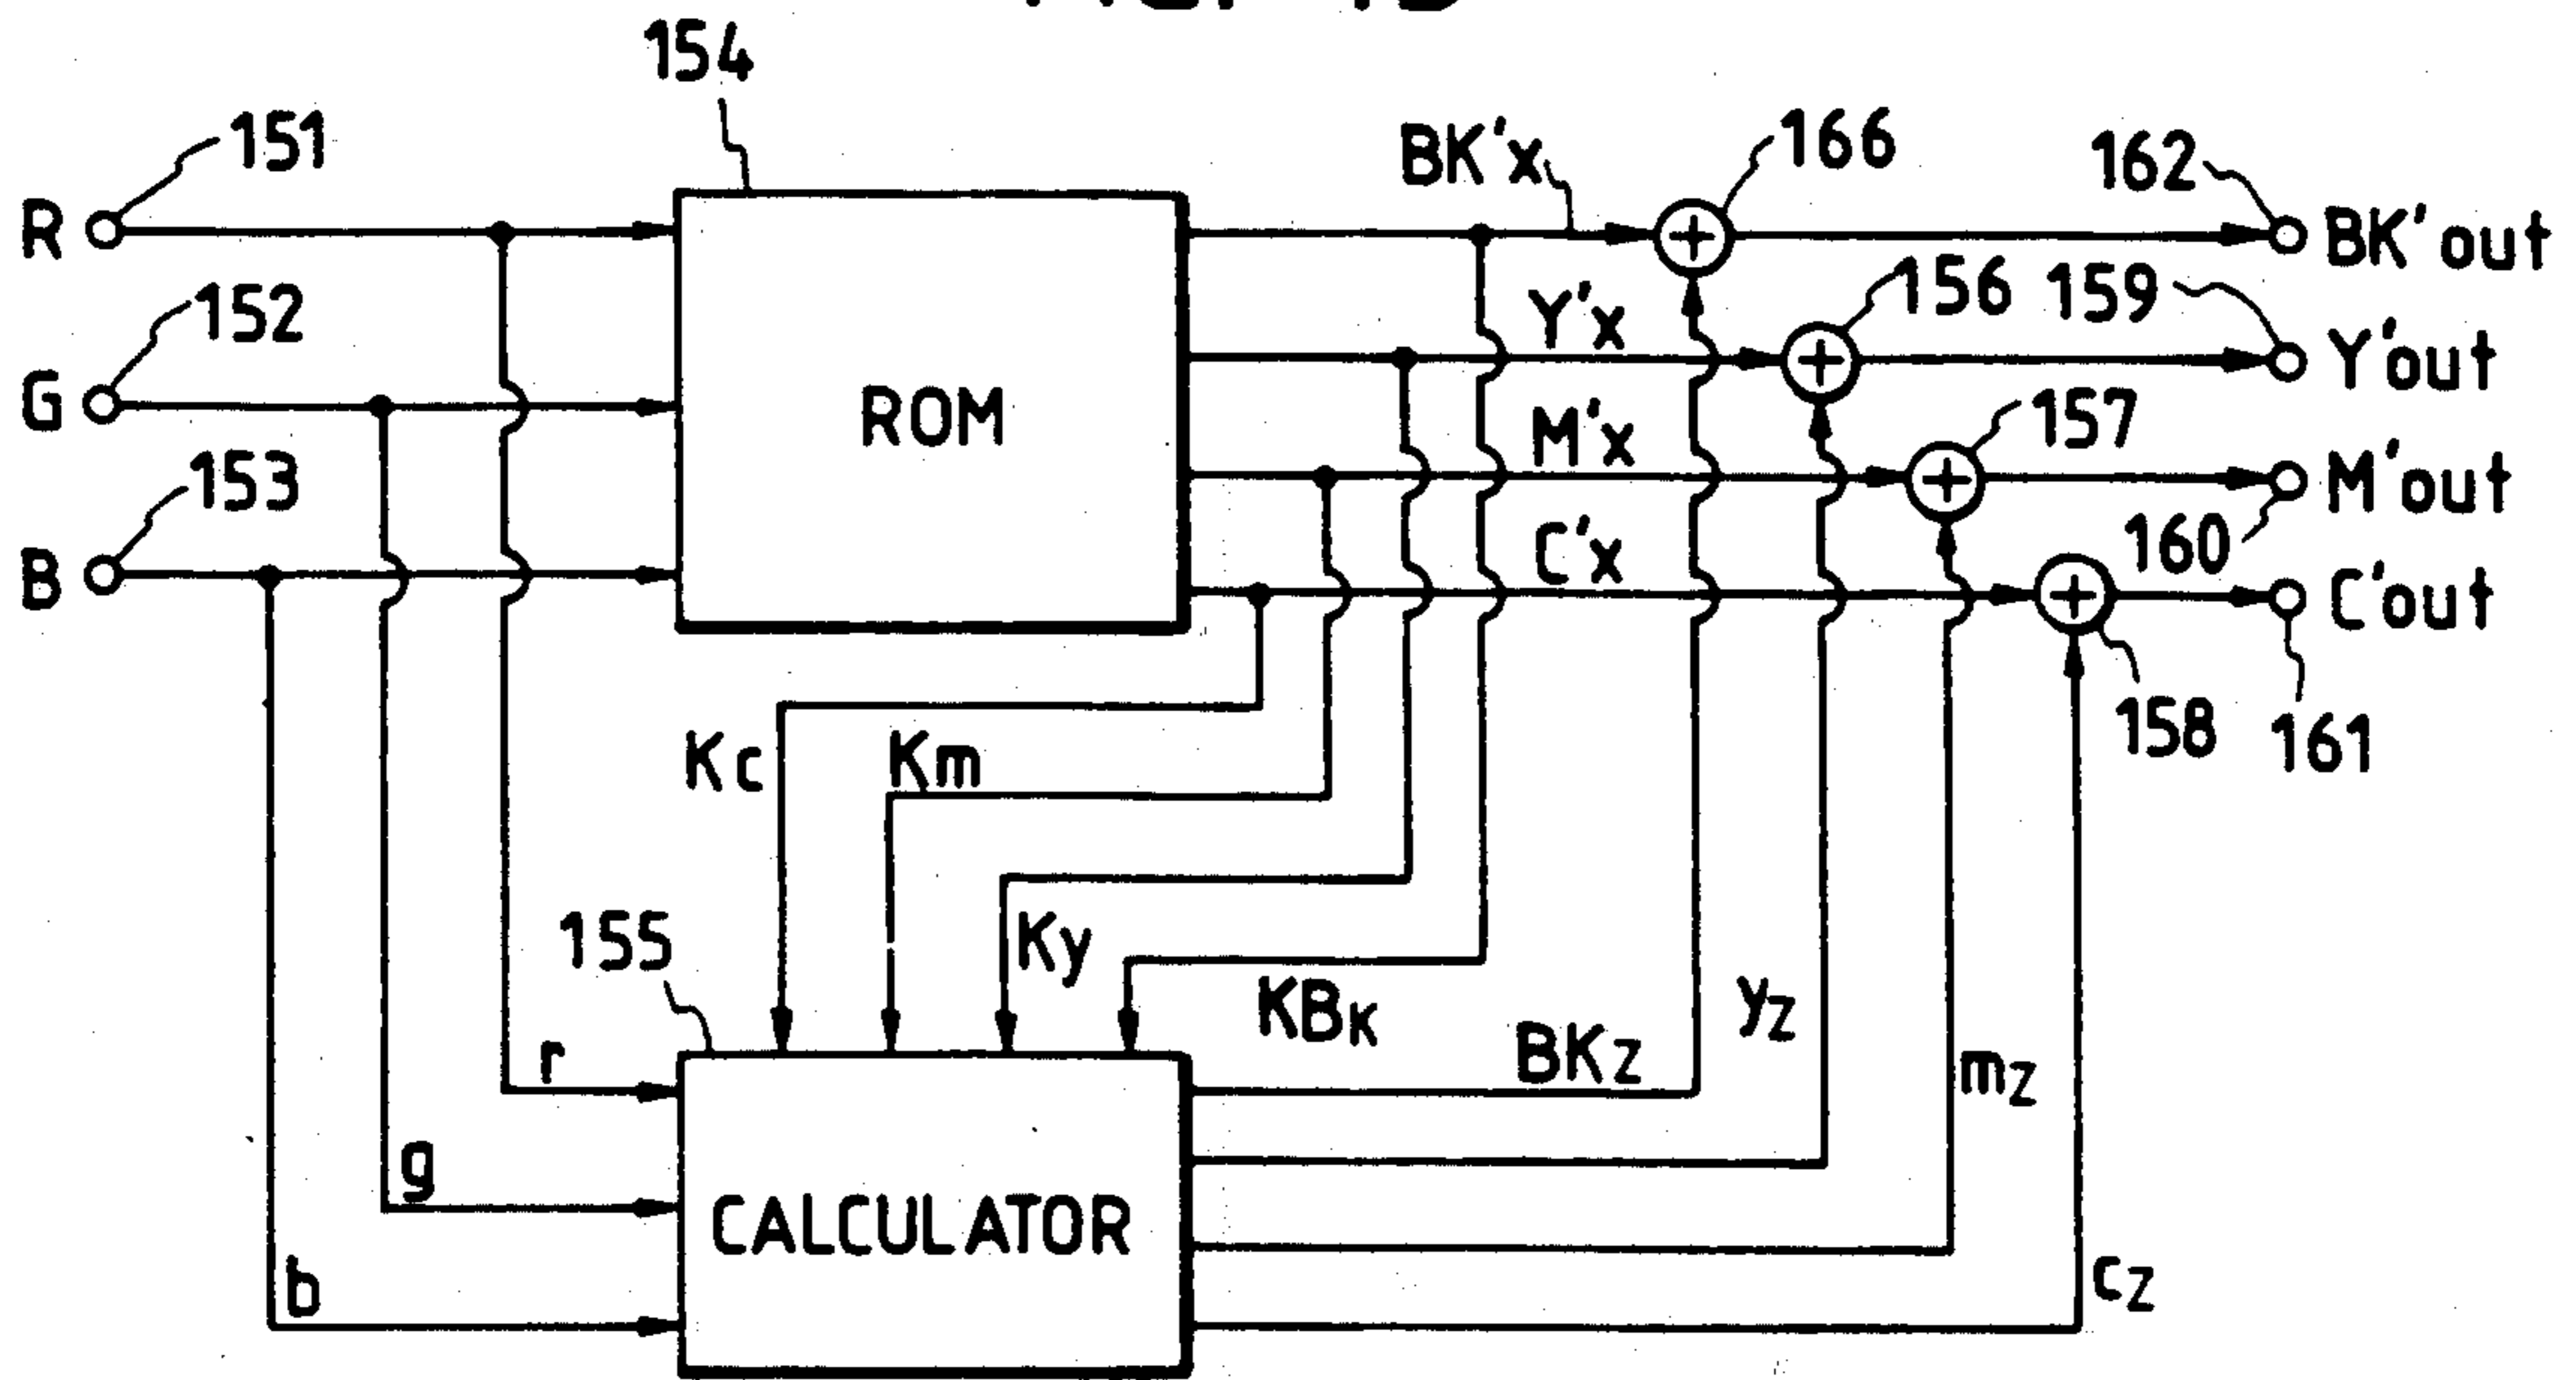 154
151
BK'x
166
162
R
BK'out
152
Y'x
156
159
G
ROM
Y'out
M'x
157
153
M'out
B
C'x
160
C'out
158
161
Kc
Km
155
Ky
KBK
yz
r
BKz
mz
g
CALCULATOR
b
cz